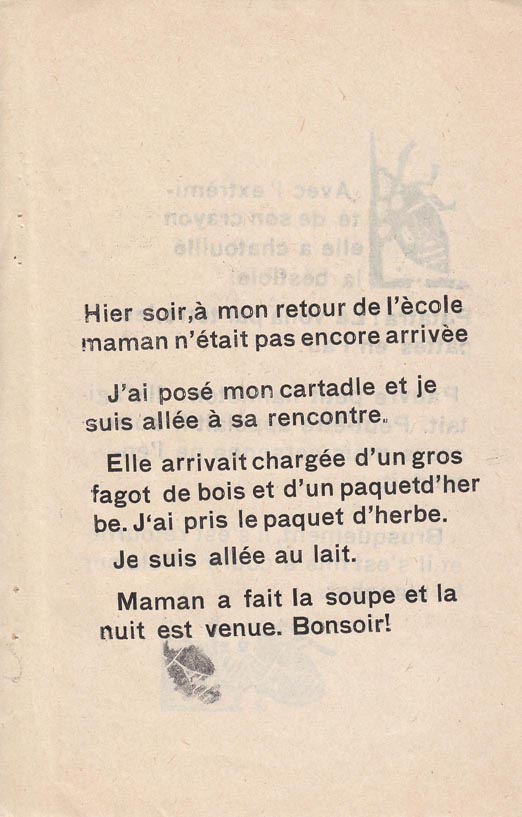 Hier soir,à mon retour de l'ècole
maman n'était pas encore arrivèe
J'ai posé mon cartadle et je
suis allée à sa rencontre.
Elle arrivait chargée d'un gros
fagot de bois et d'un paquetd'her
be. J'ai pris le paquet d'herbe.
Je suis allée au lait.
Maman a fait la soupe et la
nuit est venue. Bonsoir!